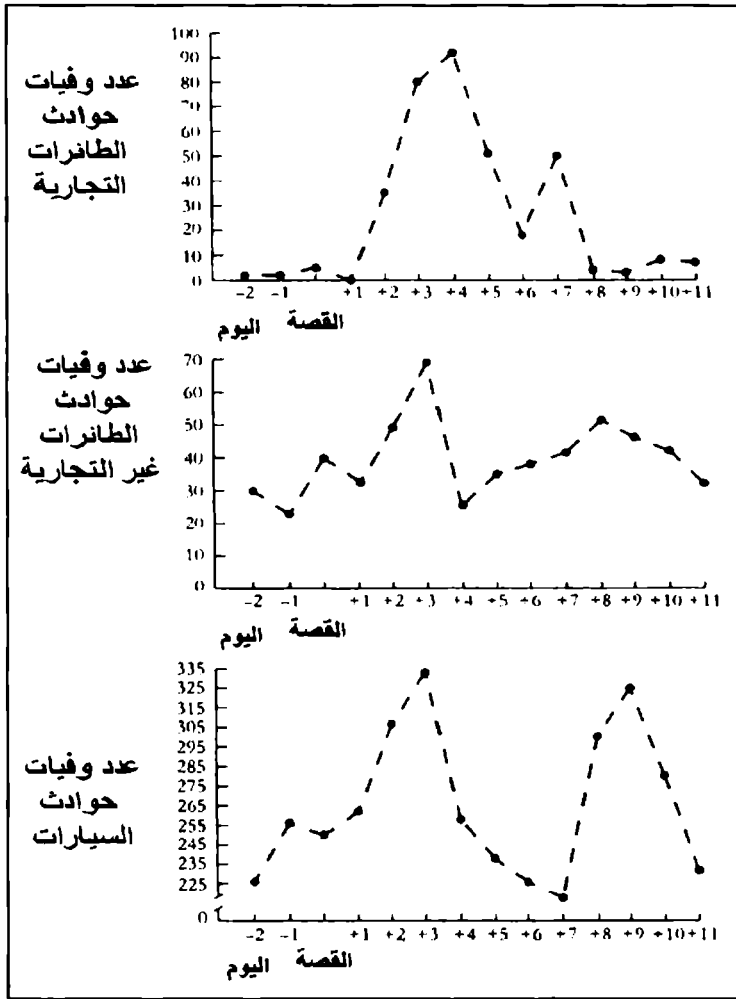 100
90
عدد وفيات
80
حوادث
70
60
الطائرات
50
التجارية
40
30
20
10
0
-2 -1 +1 +2 +3 +4 +5 +6 +7 +8 +9 +10 +11
اليوم القصة
عدد وفيات
70
حوادث
60
الطائرات
50
غير التجارية
40
30
20
10
0
-2 -1 +1 +2 +3 +4 +5 +6 +7 +8 +9 +10 +11
اليوم القصة
335
325
315
305
295
عدد وفيات
285
حوادث
275
السيارات
265
255
245
235
225
0
-2 -1 +1 +2 +3 +4 +5 +6 +7 +8 +9 +10 +11
اليوم القصة